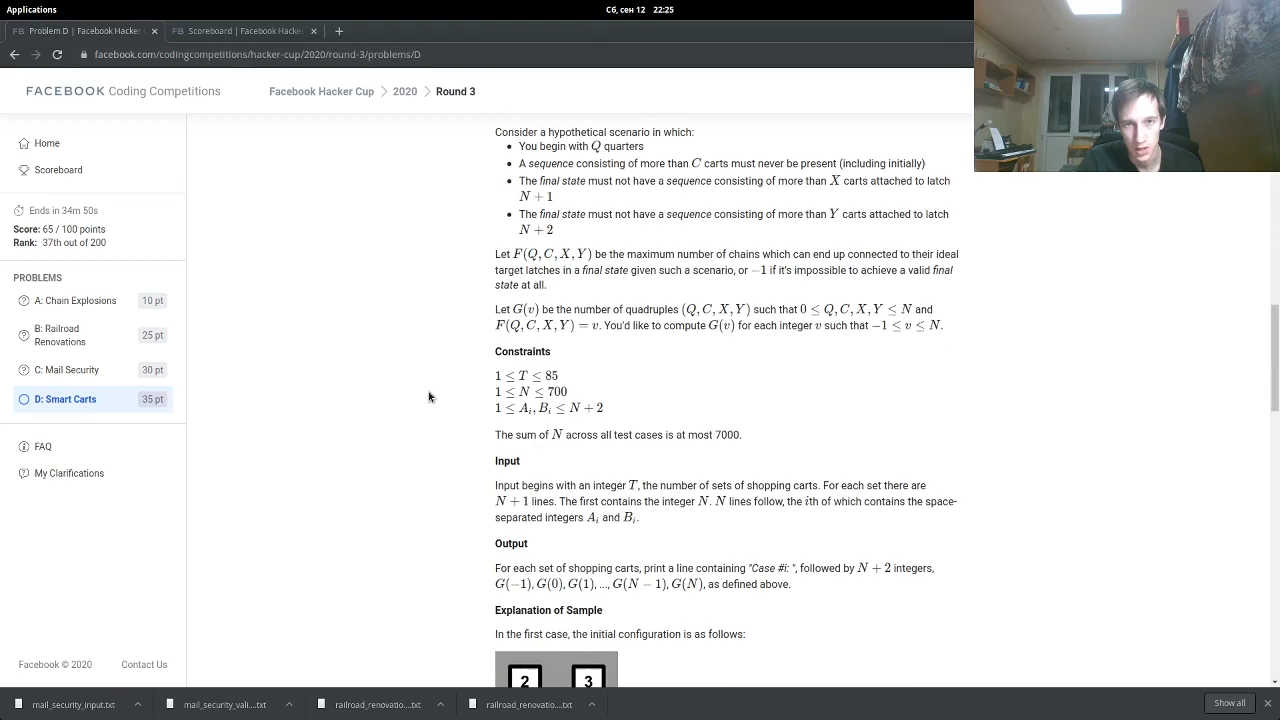 Applications
Сб, сен 12 22:25
Problem D | Facebook Hacker
Scoreboard | Facebook Hacker
facebook.com/codingcompetitions/hacker-cup/2020/round-3/problems/D
FACEBOOK Coding Competitions
Facebook Hacker Cup
2020
Round 3
Home
Scoreboard
Ends in 34m 50s
Score: 65 / 100 points
Rank: 37th out of 200
PROBLEMS
A: Chain Explosions 10 pt
B: Railroad Renovations 25 pt
C: Mail Security 30 pt
D: Smart Carts 35 pt
FAQ
My Clarifications
Facebook © 2020
Contact Us
Consider a hypothetical scenario in which:
• You begin with Q quarters
• A sequence consisting of more than C carts must never be present (including initially)
• The final state must not have a sequence consisting of more than X carts attached to latch
N + 1
• The final state must not have a sequence consisting of more than Y carts attached to latch
N + 2
Let F(Q, C, X, Y) be the maximum number of chains which can end up connected to their ideal
target latches in a final state given such a scenario, or −1 if it's impossible to achieve a valid final
state at all.
Let G(v) be the number of quadruples (Q, C, X, Y) such that 0 ≤ Q, C, X, Y ≤ N and
F(Q, C, X, Y) = v. You'd like to compute G(v) for each integer v such that −1 ≤ v ≤ N.
Constraints
1 ≤ T ≤ 85
1 ≤ N ≤ 700
1 ≤ Ai, Bi ≤ N + 2
The sum of N across all test cases is at most 7000.
Input
Input begins with an integer T, the number of sets of shopping carts. For each set there are
N + 1 lines. The first contains the integer N. N lines follow, the ith of which contains the space-
separated integers Ai and Bi.
Output
For each set of shopping carts, print a line containing "Case #i: ", followed by N + 2 integers,
G(−1), G(0), G(1), ..., G(N − 1), G(N), as defined above.
Explanation of Sample
In the first case, the initial configuration is as follows:
2 3
mail_security_input.txt
mail_security_vali....txt
railroad_renovatio....txt
railroad_renovatio....txt
Show all